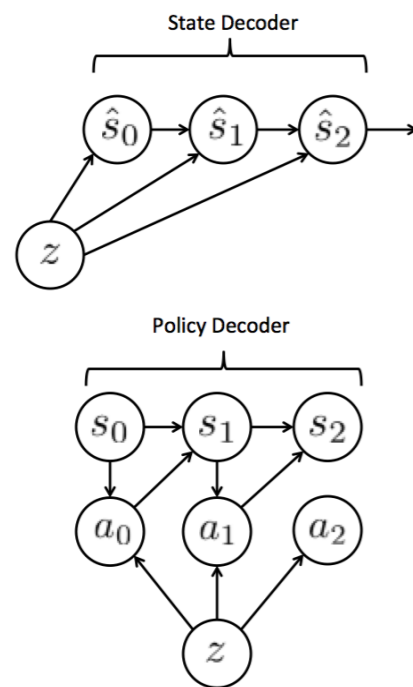 State Decoder
ŝ₀ ŝ₁ ŝ₂
z
Policy Decoder
s₀ s₁ s₂
a₀ a₁ a₂
z